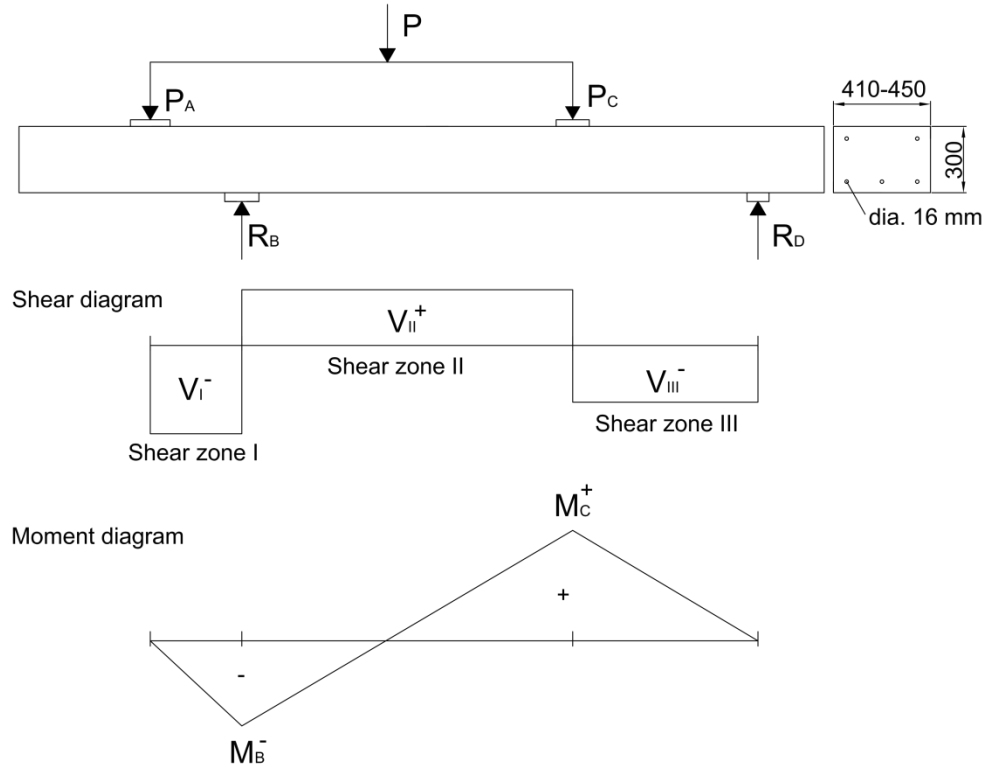 P
PA
PC
410-450
300
dia. 16 mm
RB
RD
Shear diagram
VII+
Shear zone II
VI-
VIII-
Shear zone I
Shear zone III
MC+
Moment diagram
+
-
MB-